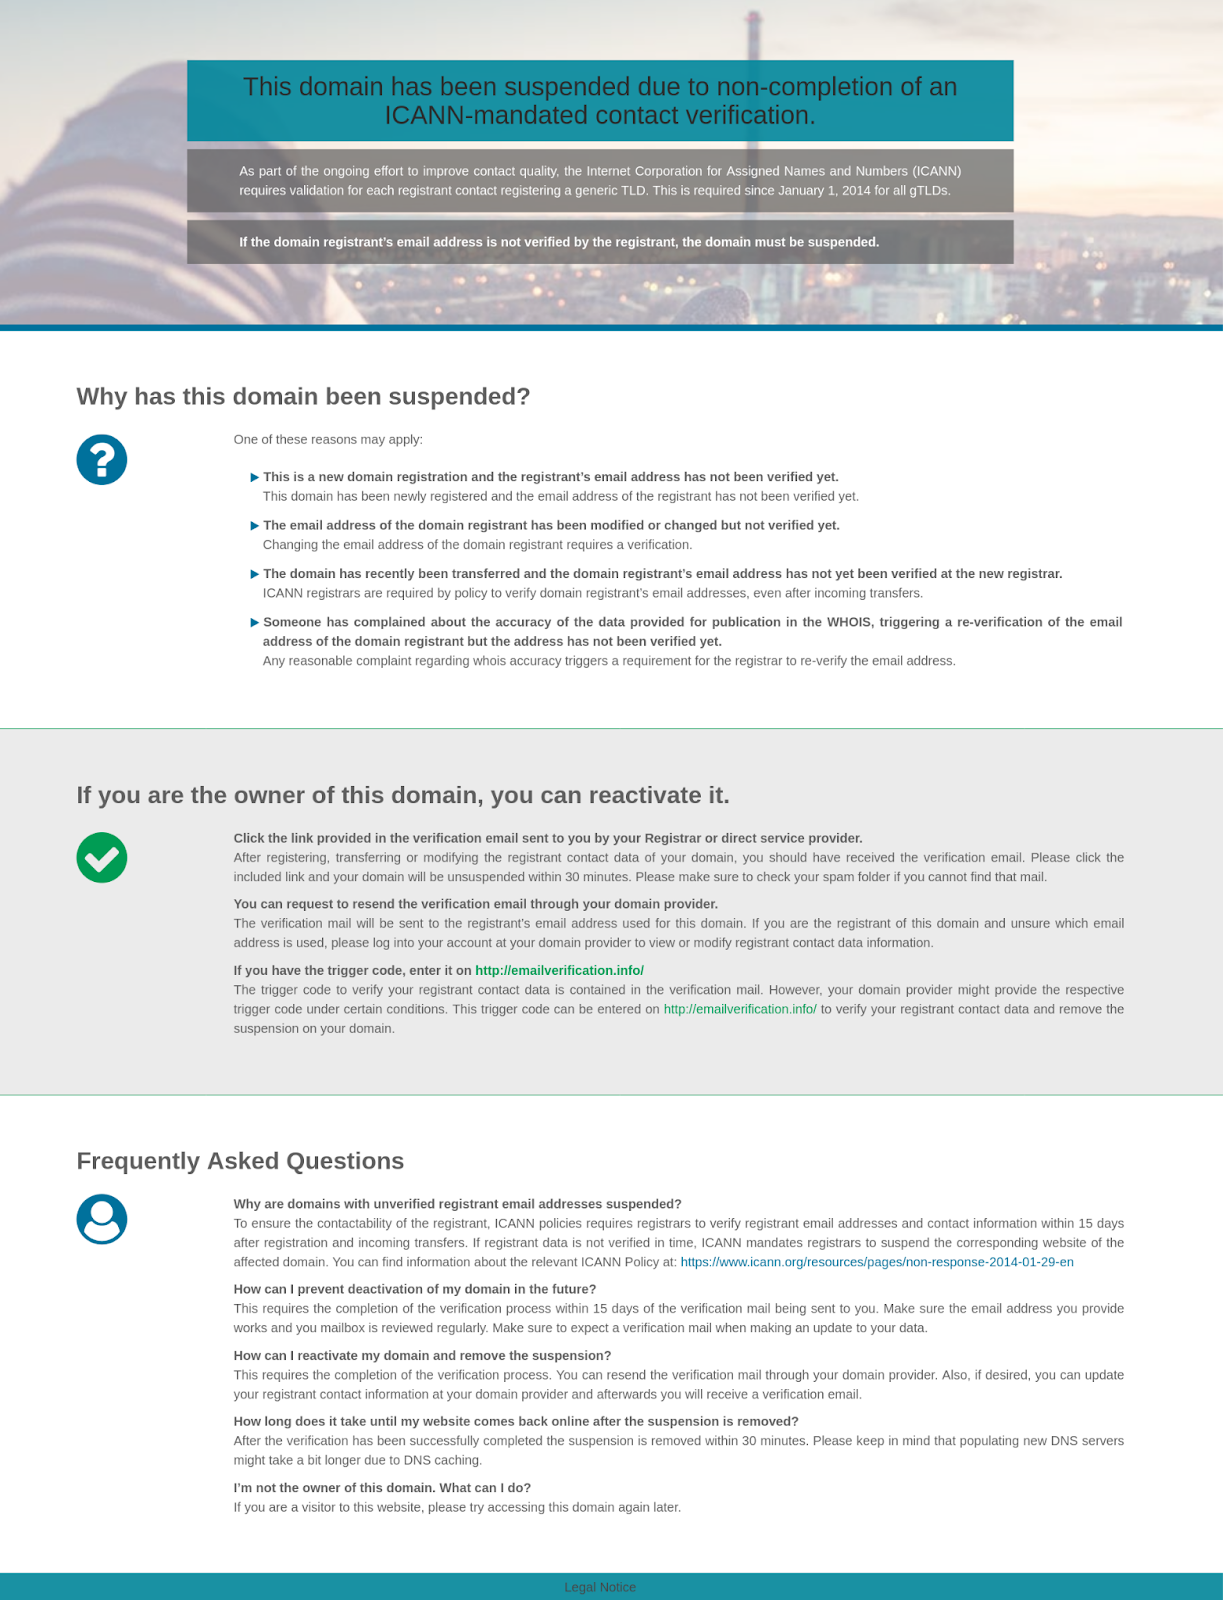 This domain has been suspended due to non-completion of an
ICANN-mandated contact verification.
As part of the ongoing effort to improve contact quality, the Internet Corporation for Assigned Names and Numbers (ICANN)
requires validation for each registrant contact registering a generic TLD. This is required since January 1, 2014 for all gTLDs.
If the domain registrant’s email address is not verified by the registrant, the domain must be suspended.
Why has this domain been suspended?
One of these reasons may apply:
This is a new domain registration and the registrant’s email address has not been verified yet.
This domain has been newly registered and the email address of the registrant has not been verified yet.
The email address of the domain registrant has been modified or changed but not verified yet.
Changing the email address of the domain registrant requires a verification.
The domain has recently been transferred and the domain registrant’s email address has not yet been verified at the new registrar.
ICANN registrars are required by policy to verify domain registrant’s email addresses, even after incoming transfers.
Someone has complained about the accuracy of the data provided for publication in the WHOIS, triggering a re-verification of the email
address of the domain registrant but the address has not been verified yet.
Any reasonable complaint regarding whois accuracy triggers a requirement for the registrar to re-verify the email address.
If you are the owner of this domain, you can reactivate it.
Click the link provided in the verification email sent to you by your Registrar or direct service provider.
After registering, transferring or modifying the registrant contact data of your domain, you should have received the verification email. Please click the
included link and your domain will be unsuspended within 30 minutes. Please make sure to check your spam folder if you cannot find that mail.
You can request to resend the verification email through your domain provider.
The verification mail will be sent to the registrant's email address used for this domain. If you are the registrant of this domain and unsure which email
address is used, please log into your account at your domain provider to view or modify registrant contact data information.
If you have the trigger code, enter it on http://emailverification.info/
The trigger code to verify your registrant contact data is contained in the verification mail. However, your domain provider might provide the respective
trigger code under certain conditions. This trigger code can be entered on http://emailverification.info/ to verify your registrant contact data and remove the
suspension on your domain.
Frequently Asked Questions
Why are domains with unverified registrant email addresses suspended?
To ensure the contactability of the registrant, ICANN policies requires registrars to verify registrant email addresses and contact information within 15 days
after registration and incoming transfers. If registrant data is not verified in time, ICANN mandates registrars to suspend the corresponding website of the
affected domain. You can find information about the relevant ICANN Policy at: https://www.icann.org/resources/pages/non-response-2014-01-29-en
How can I prevent deactivation of my domain in the future?
This requires the completion of the verification process within 15 days of the verification mail being sent to you. Make sure the email address you provide
works and you mailbox is reviewed regularly. Make sure to expect a verification mail when making an update to your data.
How can I reactivate my domain and remove the suspension?
This requires the completion of the verification process. You can resend the verification mail through your domain provider. Also, if desired, you can update
your registrant contact information at your domain provider and afterwards you will receive a verification email.
How long does it take until my website comes back online after the suspension is removed?
After the verification has been successfully completed the suspension is removed within 30 minutes. Please keep in mind that populating new DNS servers
might take a bit longer due to DNS caching.
I’m not the owner of this domain. What can I do?
If you are a visitor to this website, please try accessing this domain again later.
Legal Notice